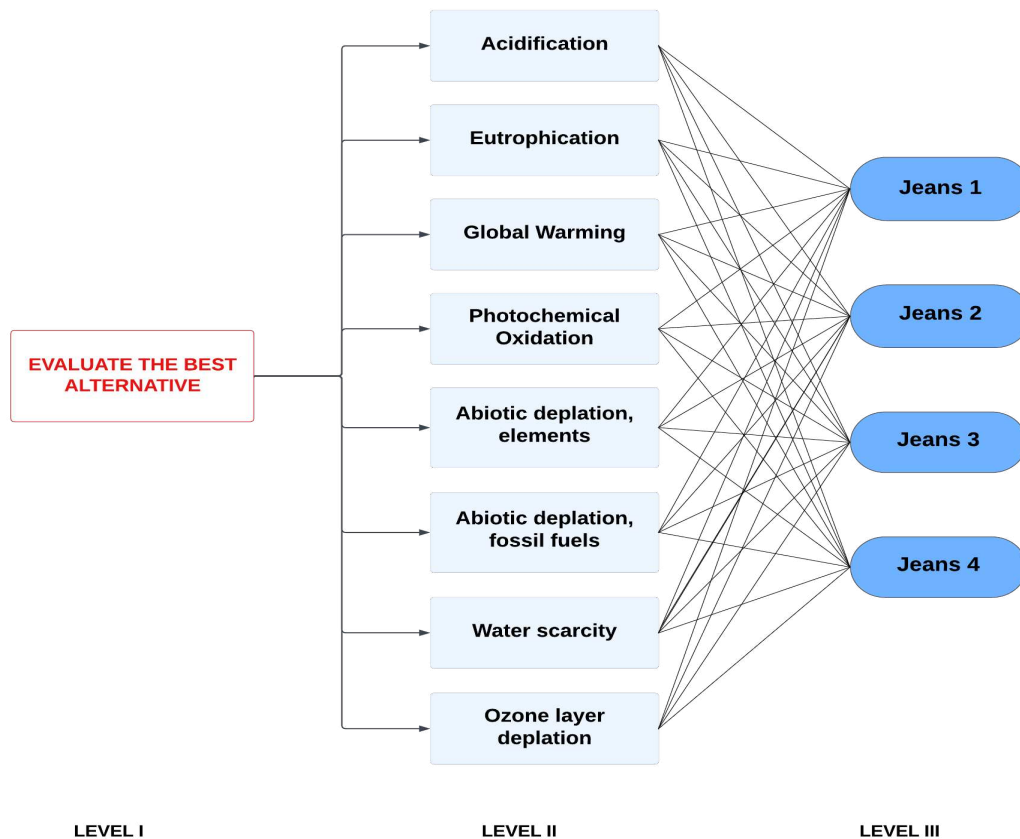 EVALUATE THE BEST
ALTERNATIVE
Acidification
Eutrophication
Global Warming
Photochemical
Oxidation
Abiotic deplation,
elements
Abiotic deplation,
fossil fuels
Water scarcity
Ozone layer
deplation
Jeans 1
Jeans 2
Jeans 3
Jeans 4
LEVEL I
LEVEL II
LEVEL III